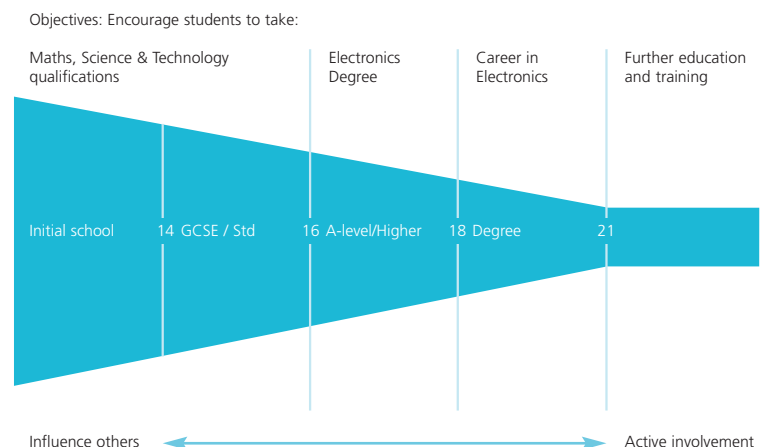 Objectives: Encourage students to take:
Maths, Science & Technology
qualifications
Electronics
Degree
Career in
Electronics
Further education
and training
Initial school
14 GCSE / Std
16 A-level/Higher
18 Degree
21
Influence others
Active involvement